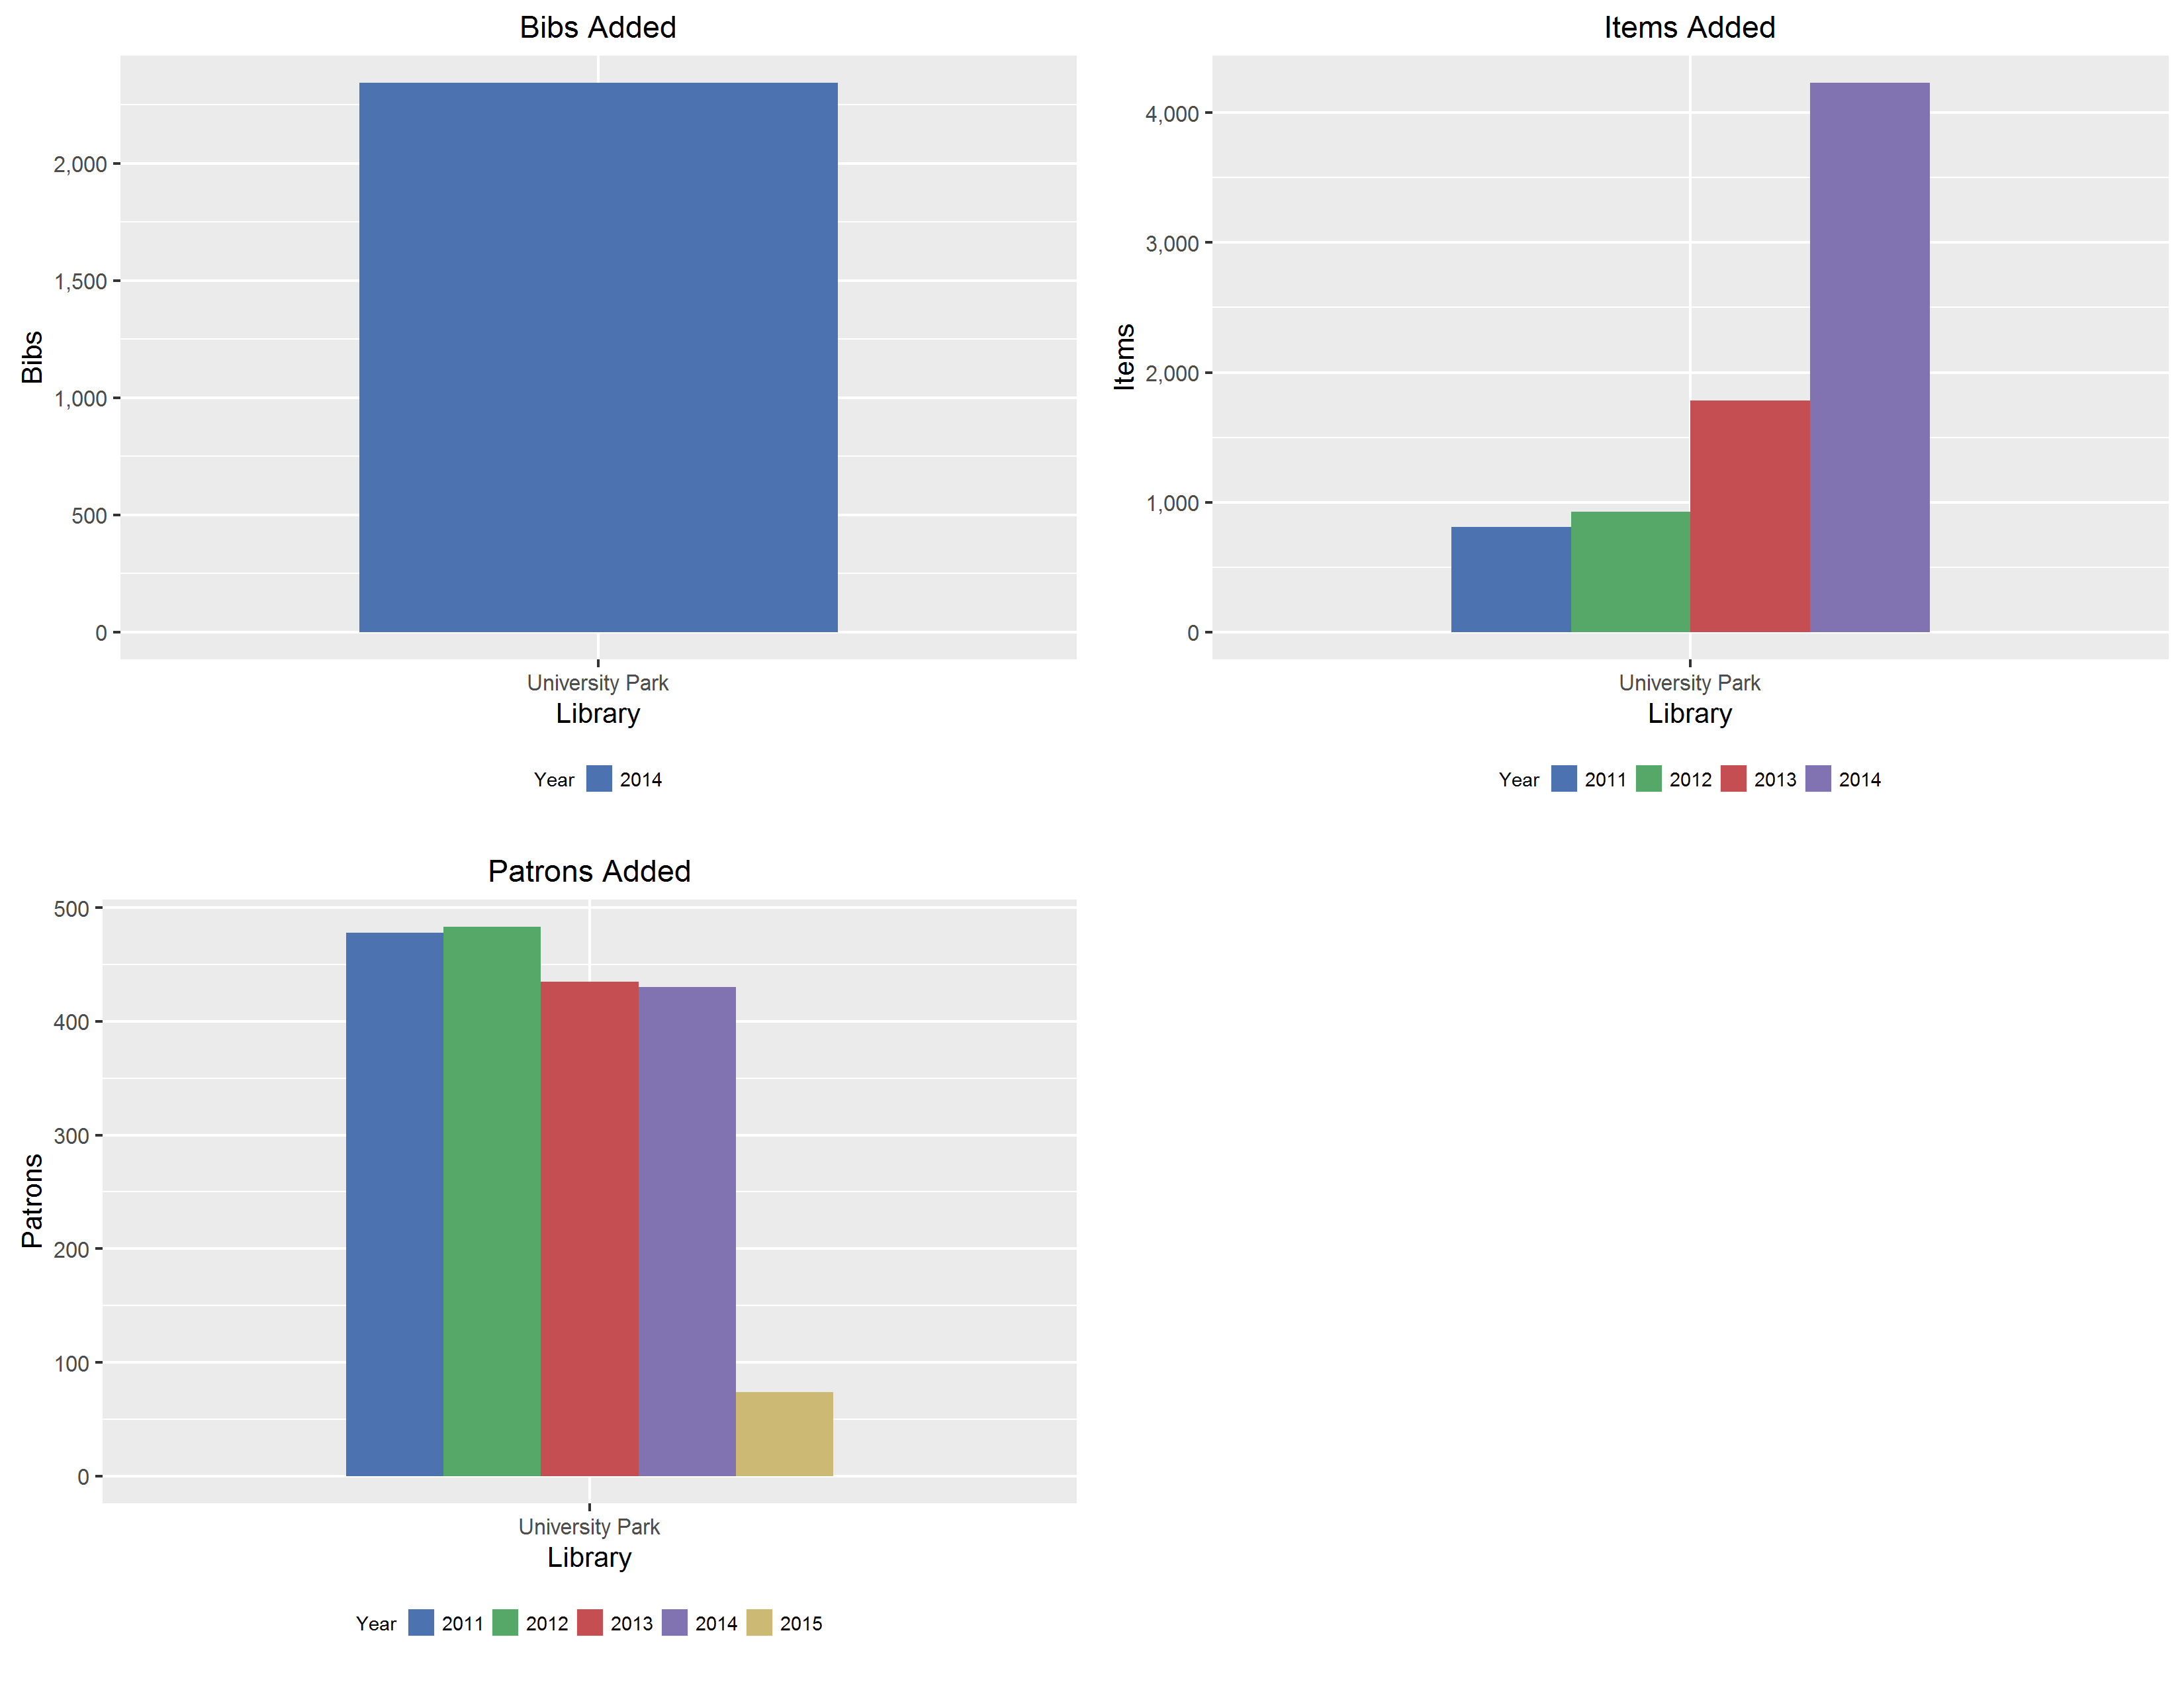 Bibs Added
2,000
1,500
1,000
500
0
Bibs
University Park
Library
Year 2014
Items Added
4,000
3,000
2,000
1,000
0
Items
University Park
Library
Year 2011 2012 2013 2014
Patrons Added
500
400
300
200
100
0
Patrons
University Park
Library
Year 2011 2012 2013 2014 2015